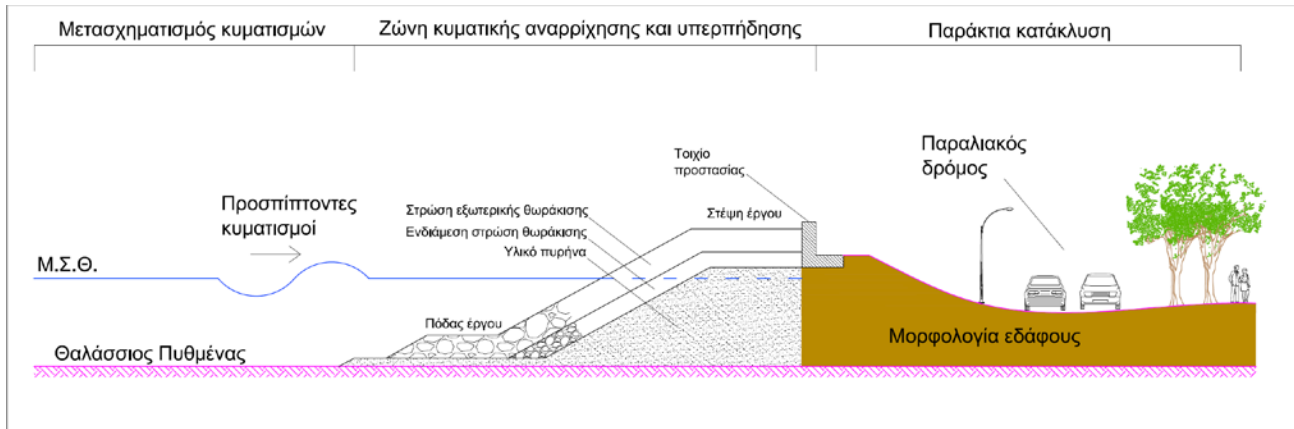 Μετασχηματισμός κυματισμών
Ζώνη κυματικής αναρρίχησης και υπερπήδησης
Παράκτια κατάκλυση
Τοιχίο
προστασίας
Παραλιακός
δρόμος
Προσπίπτοντες
κυματισμοί
Στρώση εξωτερικής θωράκισης
Στέψη έργου
Ενδιάμεση στρώση θωράκισης
Υλικό πυρήνα
Μ.Σ.Θ.
Πόδας έργου
Θαλάσσιος Πυθμένας
Μορφολογία εδάφους